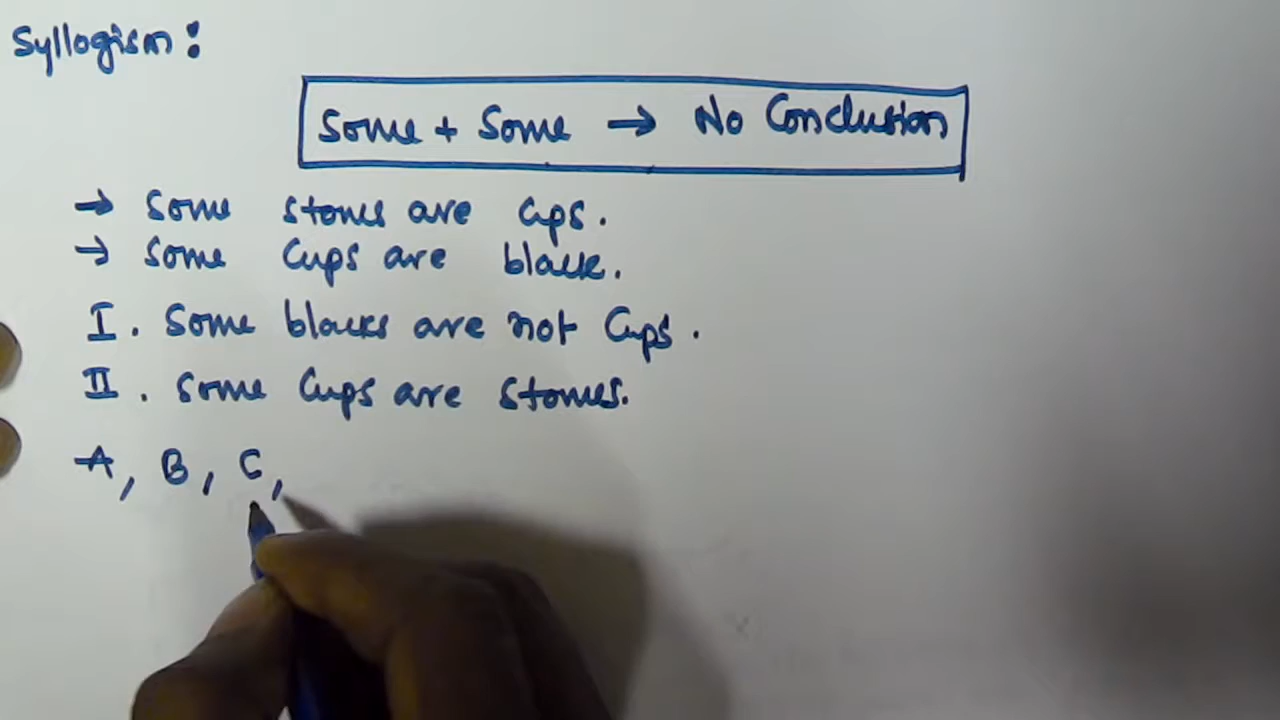 Syllogism:
Some + Some → No Conclusion
→ Some stones are cups.
→ Some Cups are black.
I. Some blacks are not Cups.
II. Some Cups are stones.
A, B, C,